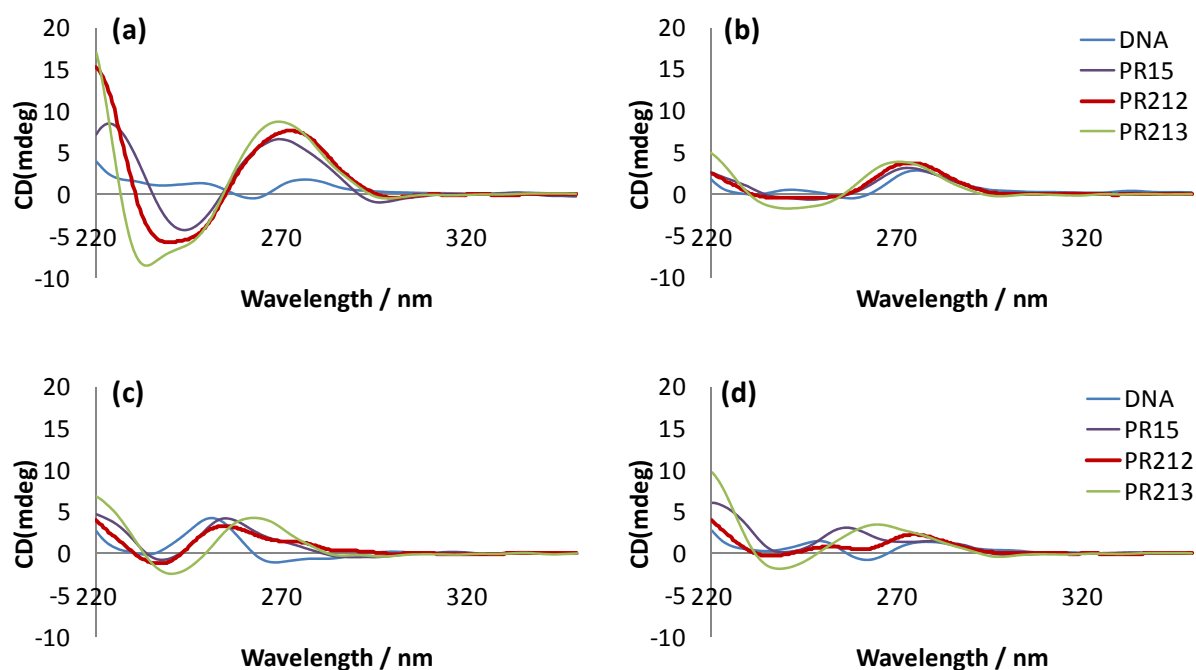 (a)
20
15
10
5
0
-5
-10
220
270
320
CD(mdeg)
Wavelength / nm
(b)
20
15
10
5
0
-5
-10
220
270
320
CD(mdeg)
Wavelength / nm
DNA
PR15
PR212
PR213
(c)
20
15
10
5
0
-5
-10
220
270
320
CD(mdeg)
Wavelength / nm
(d)
20
15
10
5
0
-5
-10
220
270
320
CD(mdeg)
Wavelength / nm
DNA
PR15
PR212
PR213